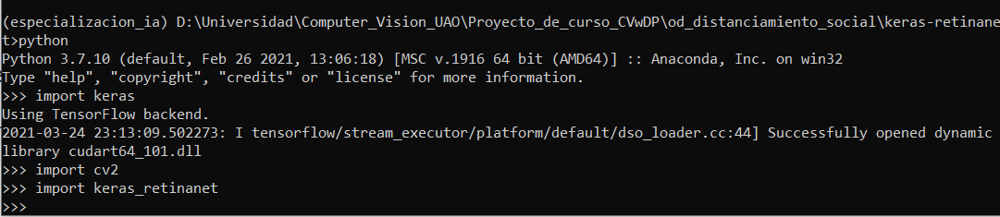 (especializacion_ia) D:\Universidad\Computer_Vision_UAO\Proyecto_de_curso_CVwDP\od_distanciamiento_social\keras-retinane
t>python
Python 3.7.10 (default, Feb 26 2021, 13:06:18) [MSC v.1916 64 bit (AMD64)] :: Anaconda, Inc. on win32
Type "help", "copyright", "credits" or "license" for more information.
>>> import keras
Using TensorFlow backend.
2021-03-24 23:13:09.502273: I tensorflow/stream_executor/platform/default/dso_loader.cc:44] Successfully opened dynamic
library cudart64_101.dll
>>> import cv2
>>> import keras_retinanet
>>>